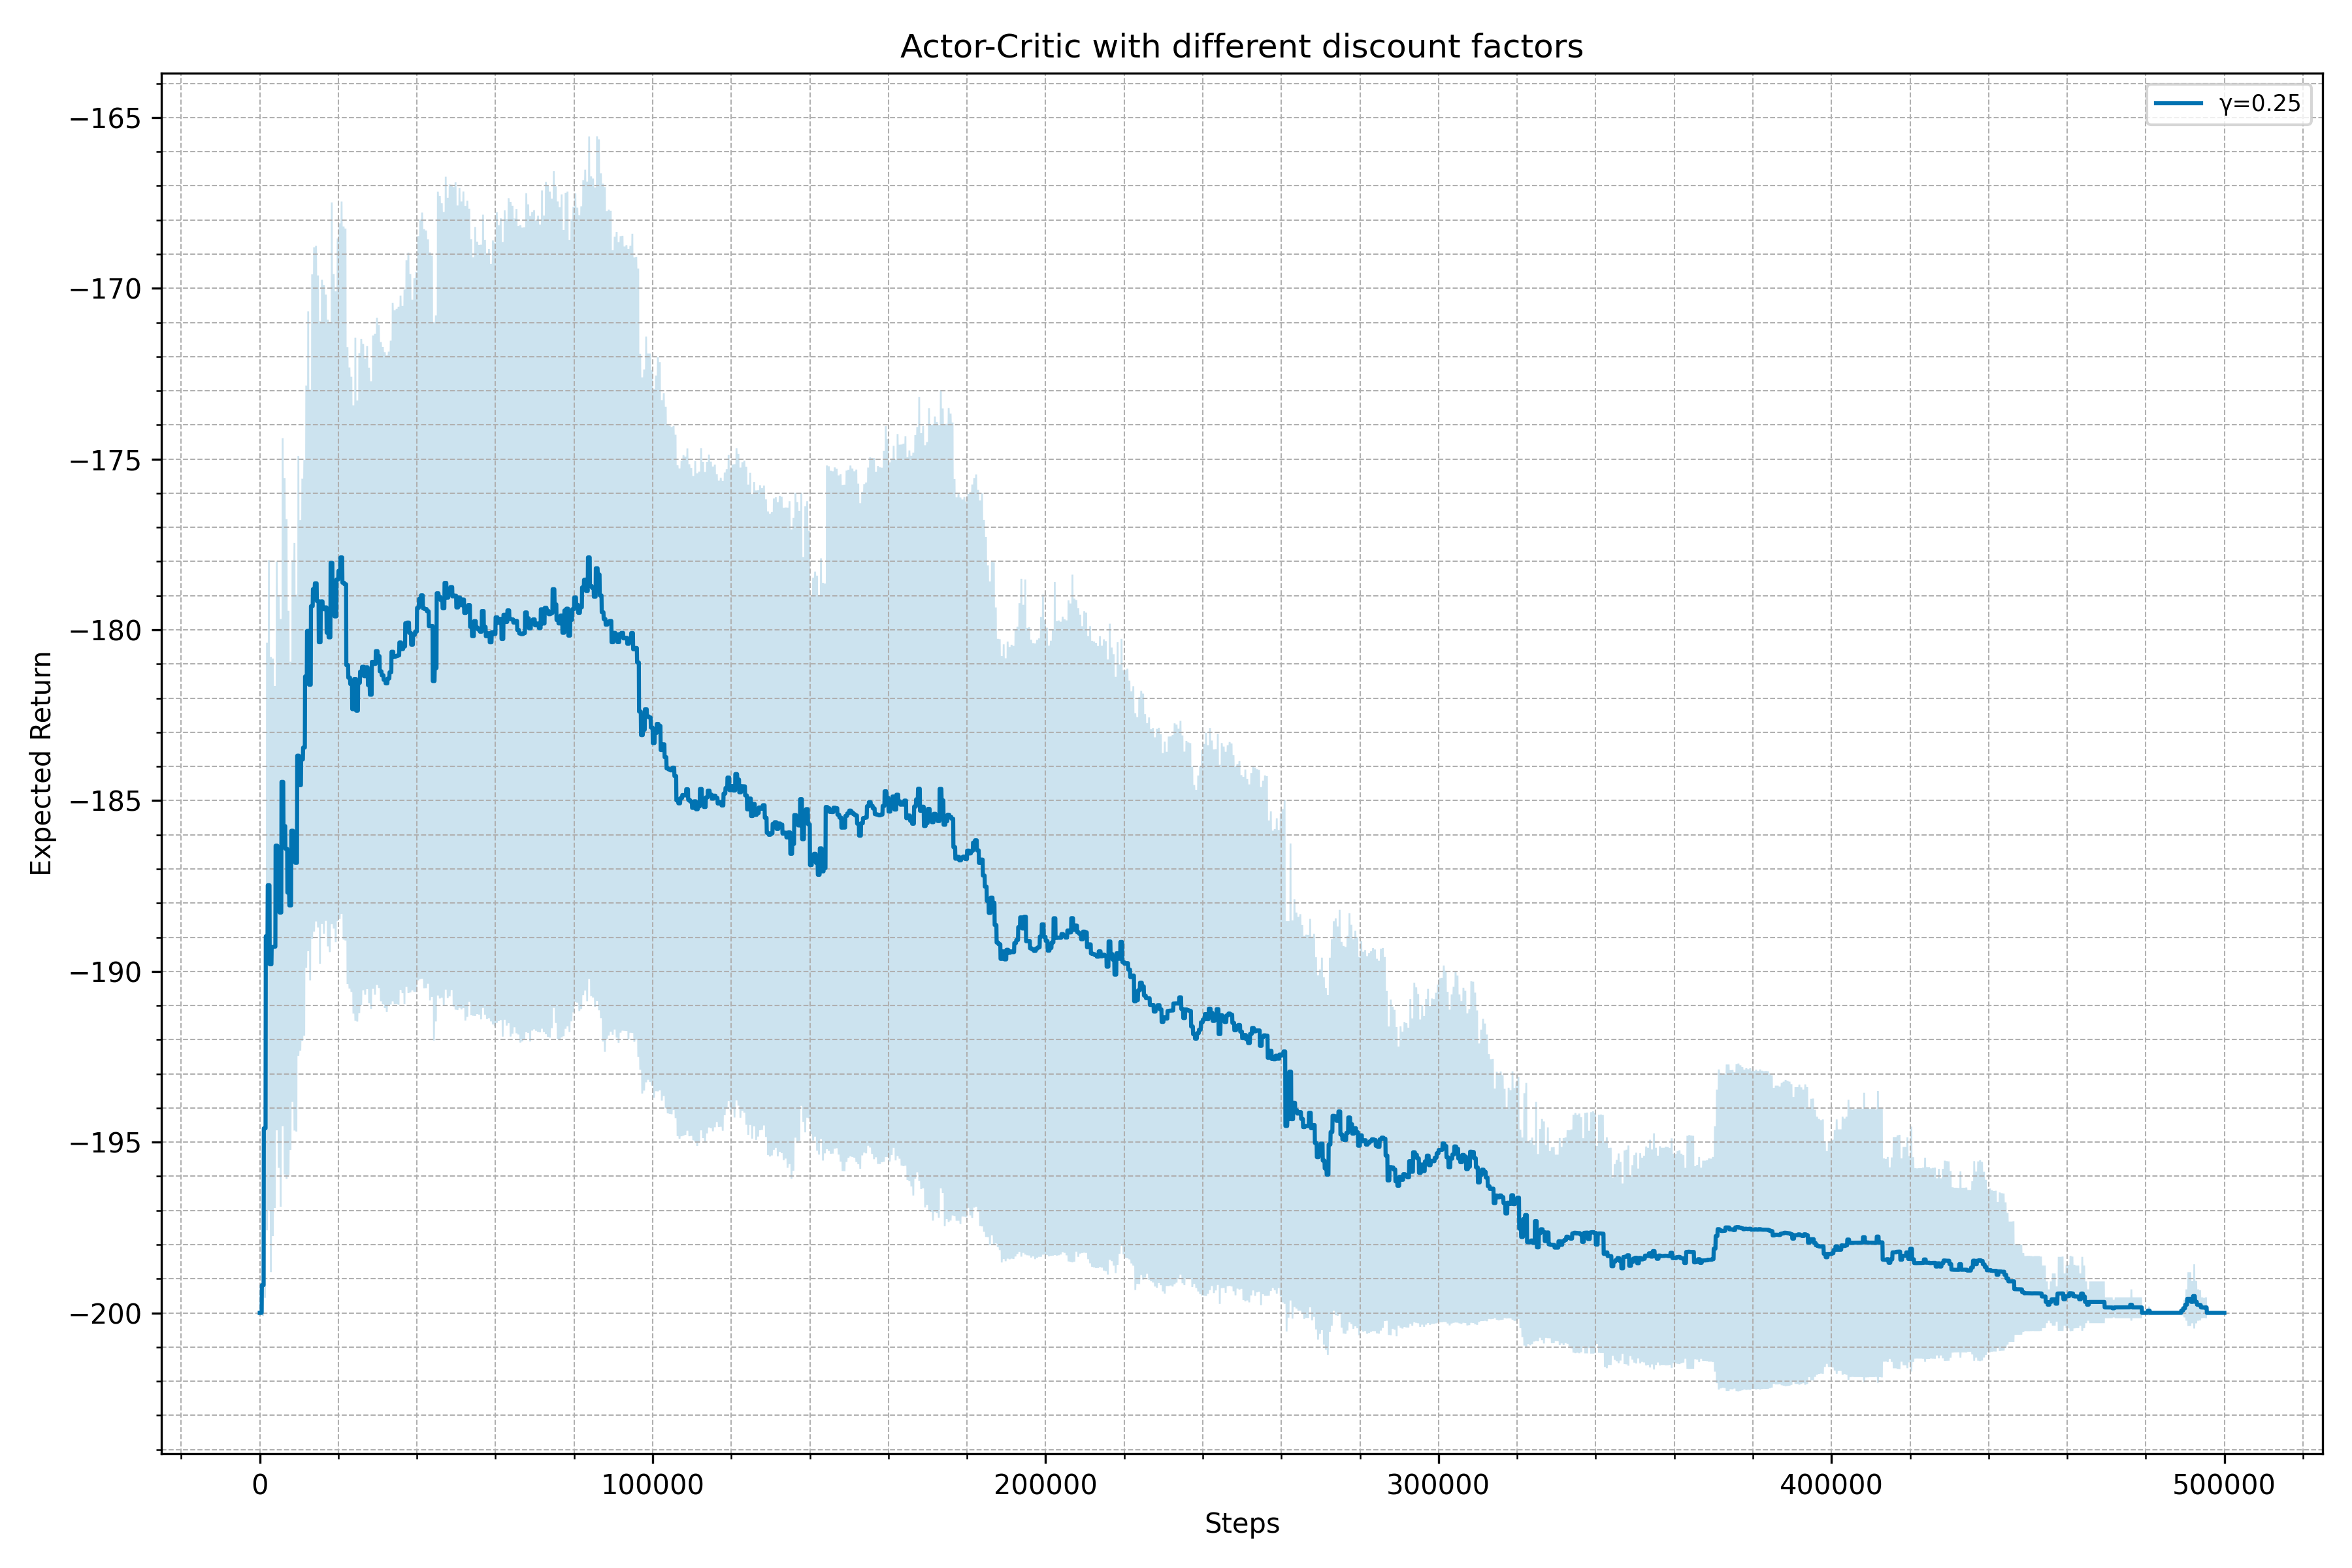 Actor-Critic with different discount factors
γ=0.25
Expected Return
−165
−170
−175
−180
−185
−190
−195
−200
0 100000 200000 300000 400000 500000
Steps